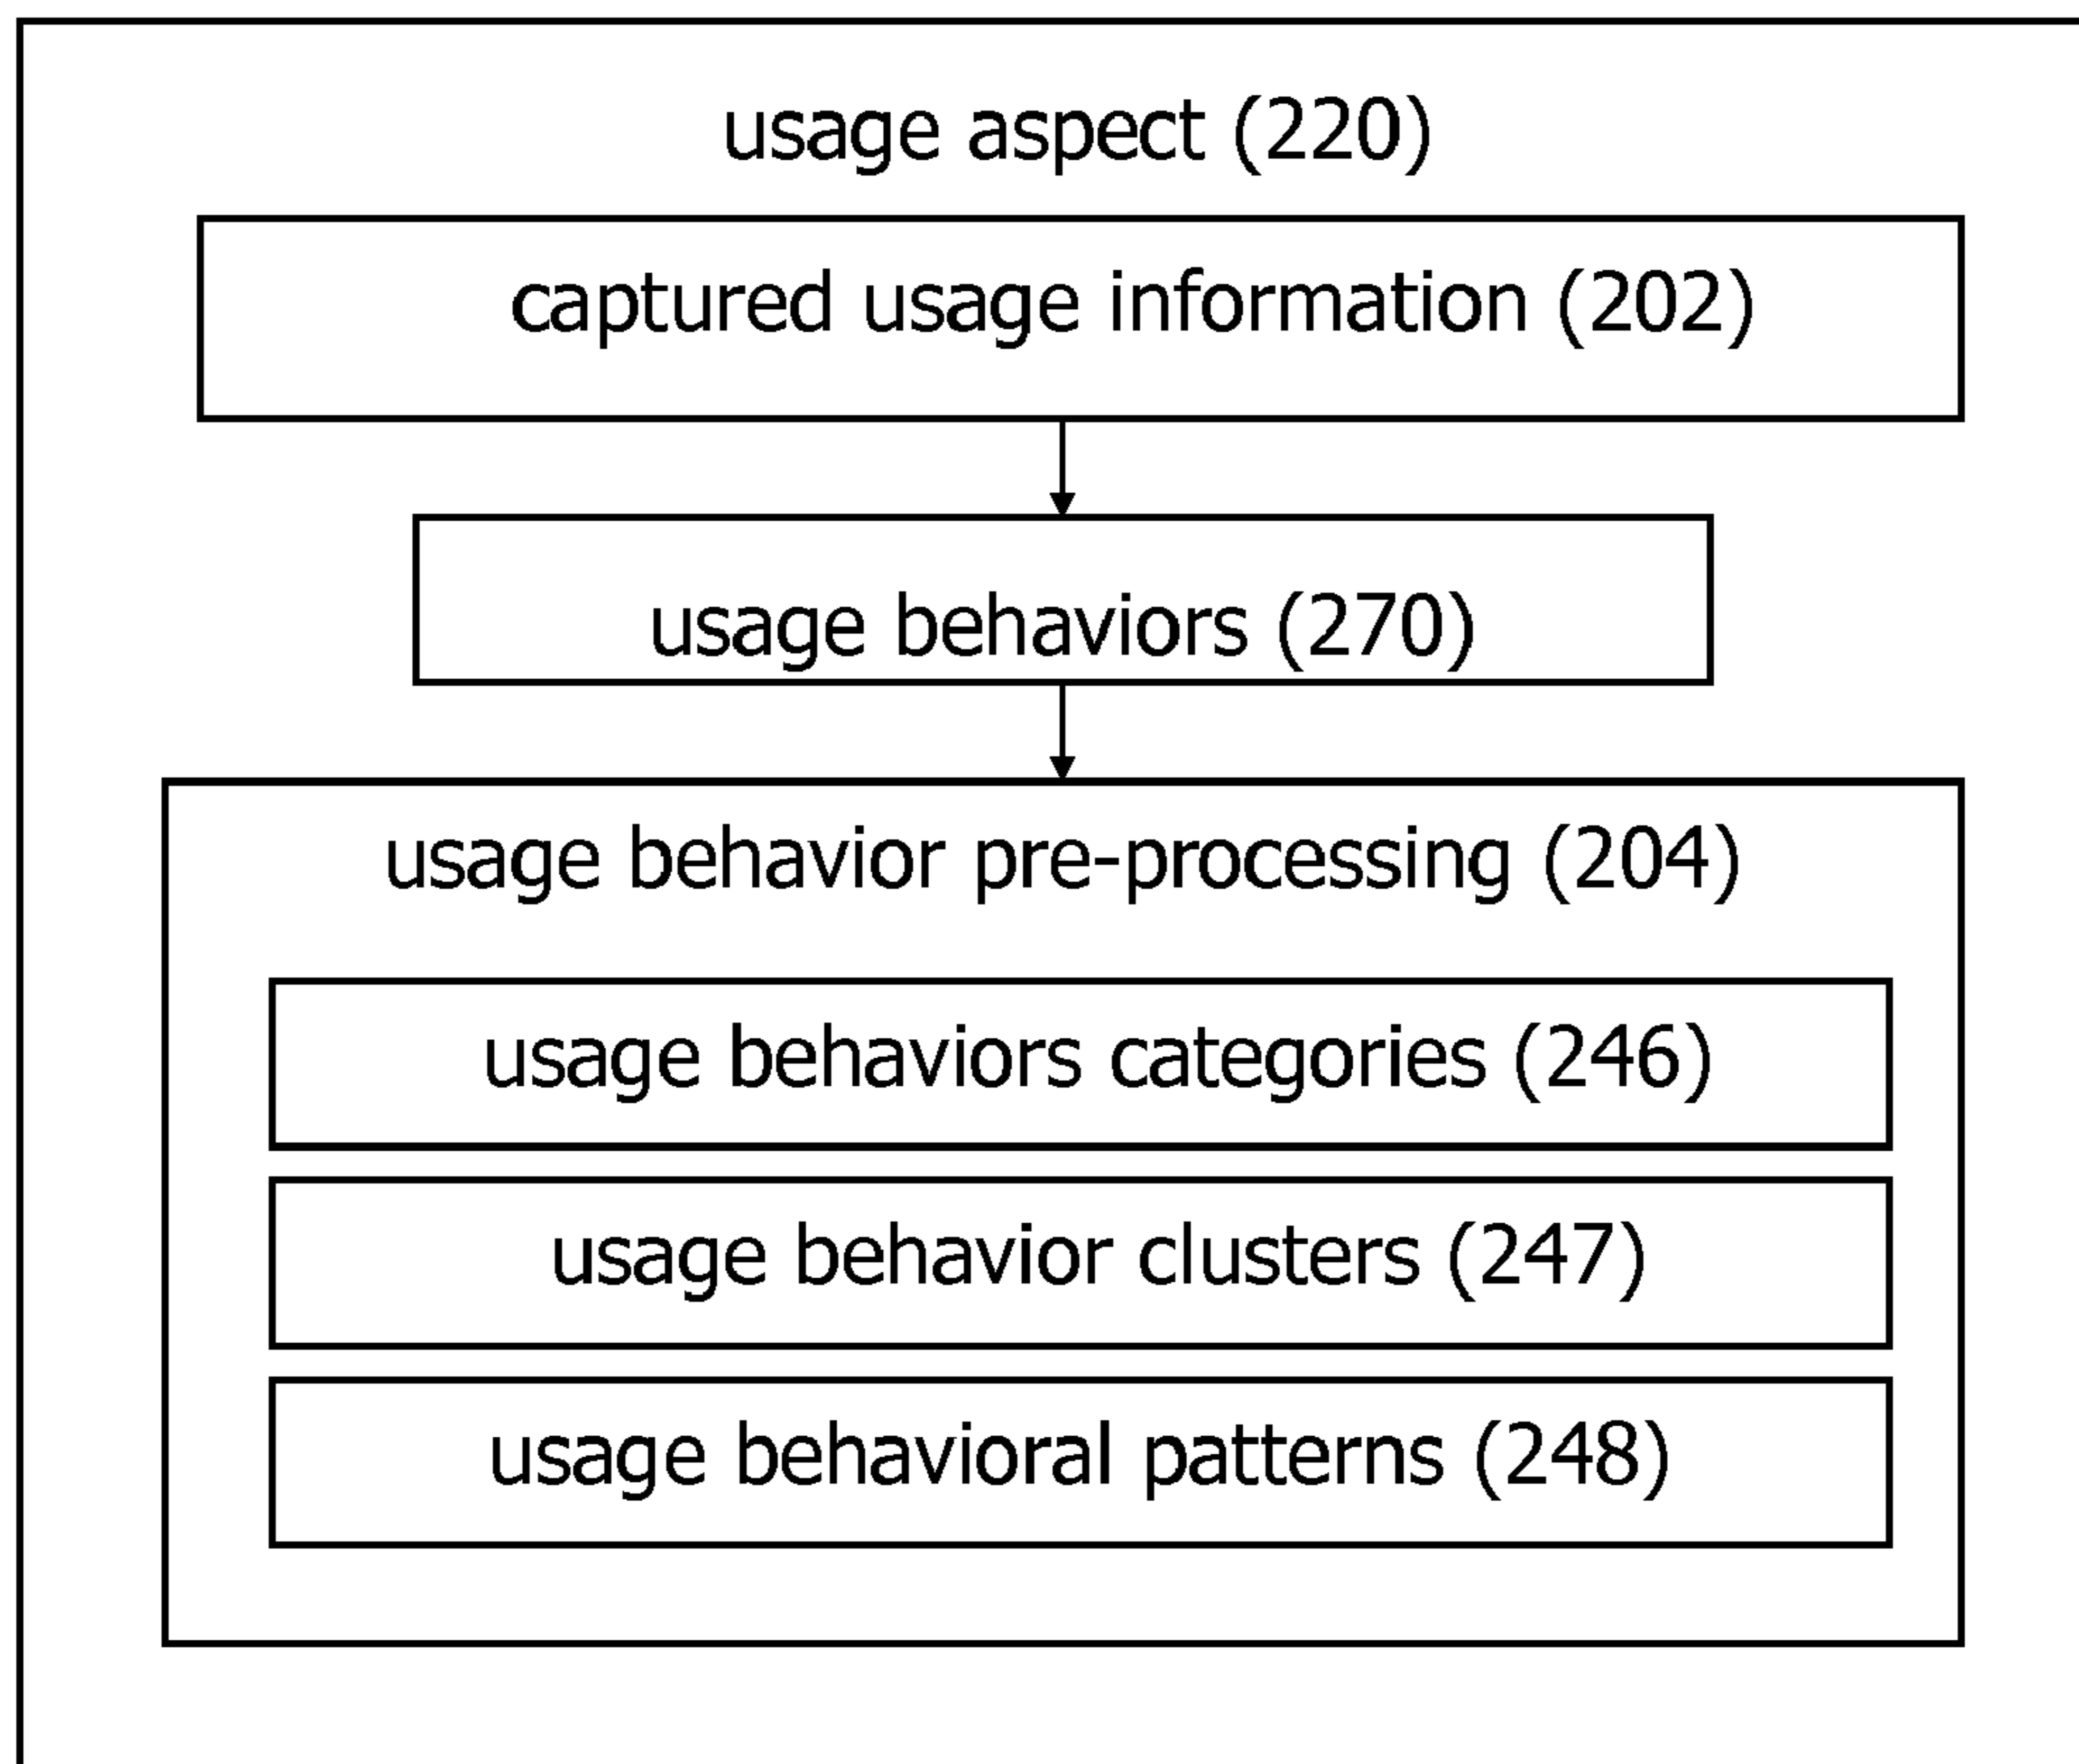 usage aspect (220)
captured usage information (202)
usage behaviors (270)
usage behavior pre-processing (204)
usage behaviors categories (246)
usage behavior clusters (247)
usage behavioral patterns (248)